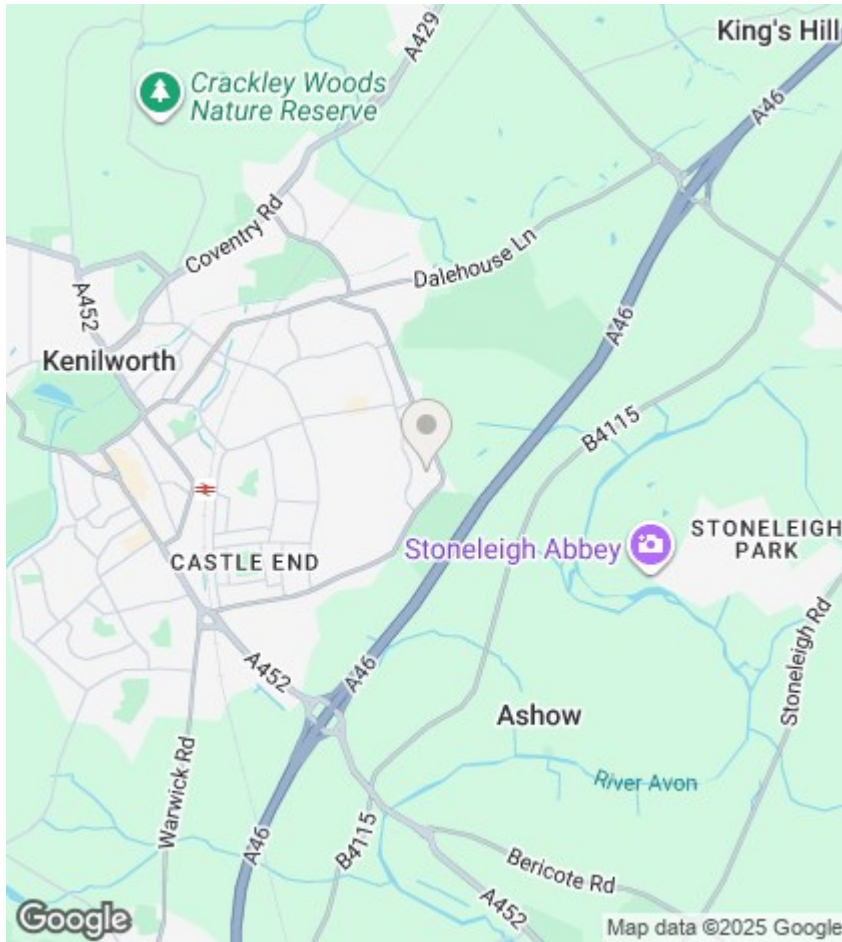 King's Hill
A429
Crackley Woods
Nature Reserve
A46
Coventry Rd
Dalehouse Ln
A452
A46
Kenilworth
B4115
STONELEIGH
PARK
Stoneleigh Abbey
CASTLE END
Stoneleigh Rd
A452
A46
Ashow
Warwick Rd
River Avon
B4115
A46
Bericote Rd
A452
Google
Map data ©2025 Google